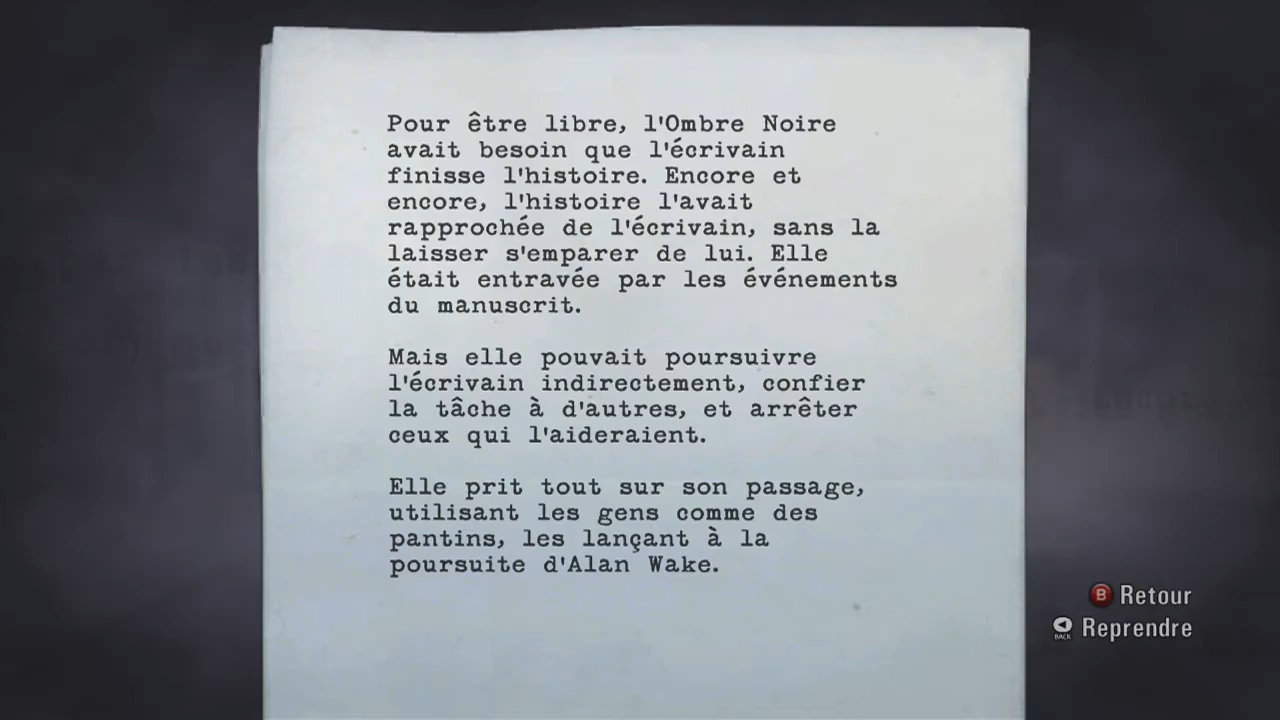 Pour être libre, l'Ombre Noire
avait besoin que l'écrivain
finisse l'histoire. Encore et
encore, l'histoire l'avait
rapprochée de l'écrivain, sans la
laisser s'emparer de lui. Elle
était entravée par les événements
du manuscrit.
Mais elle pouvait poursuivre
l'écrivain indirectement, confier
la tâche à d'autres, et arrêter
ceux qui l'aideraient.
Elle prit tout sur son passage,
utilisant les gens comme des
pantins, les lançant à la
poursuite d'Alan Wake.
B Retour
BACK Reprendre